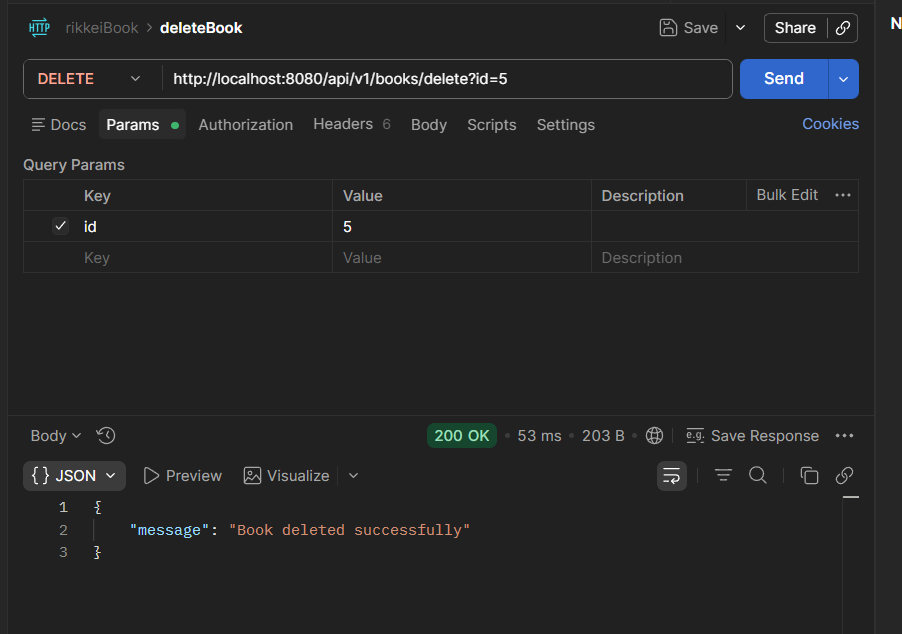 HTTP rikkeiBook > deleteBook Save Share
N
DELETE http://localhost:8080/api/v1/books/delete?id=5 Send
Docs Params Authorization Headers 6 Body Scripts Settings Cookies
Query Params
Key Value Description Bulk Edit ...
id 5
Key Value Description
Body 200 OK • 53 ms • 203 B • e.g. Save Response ...
{} JSON Preview Visualize
1 {
2 "message": "Book deleted successfully"
3 }